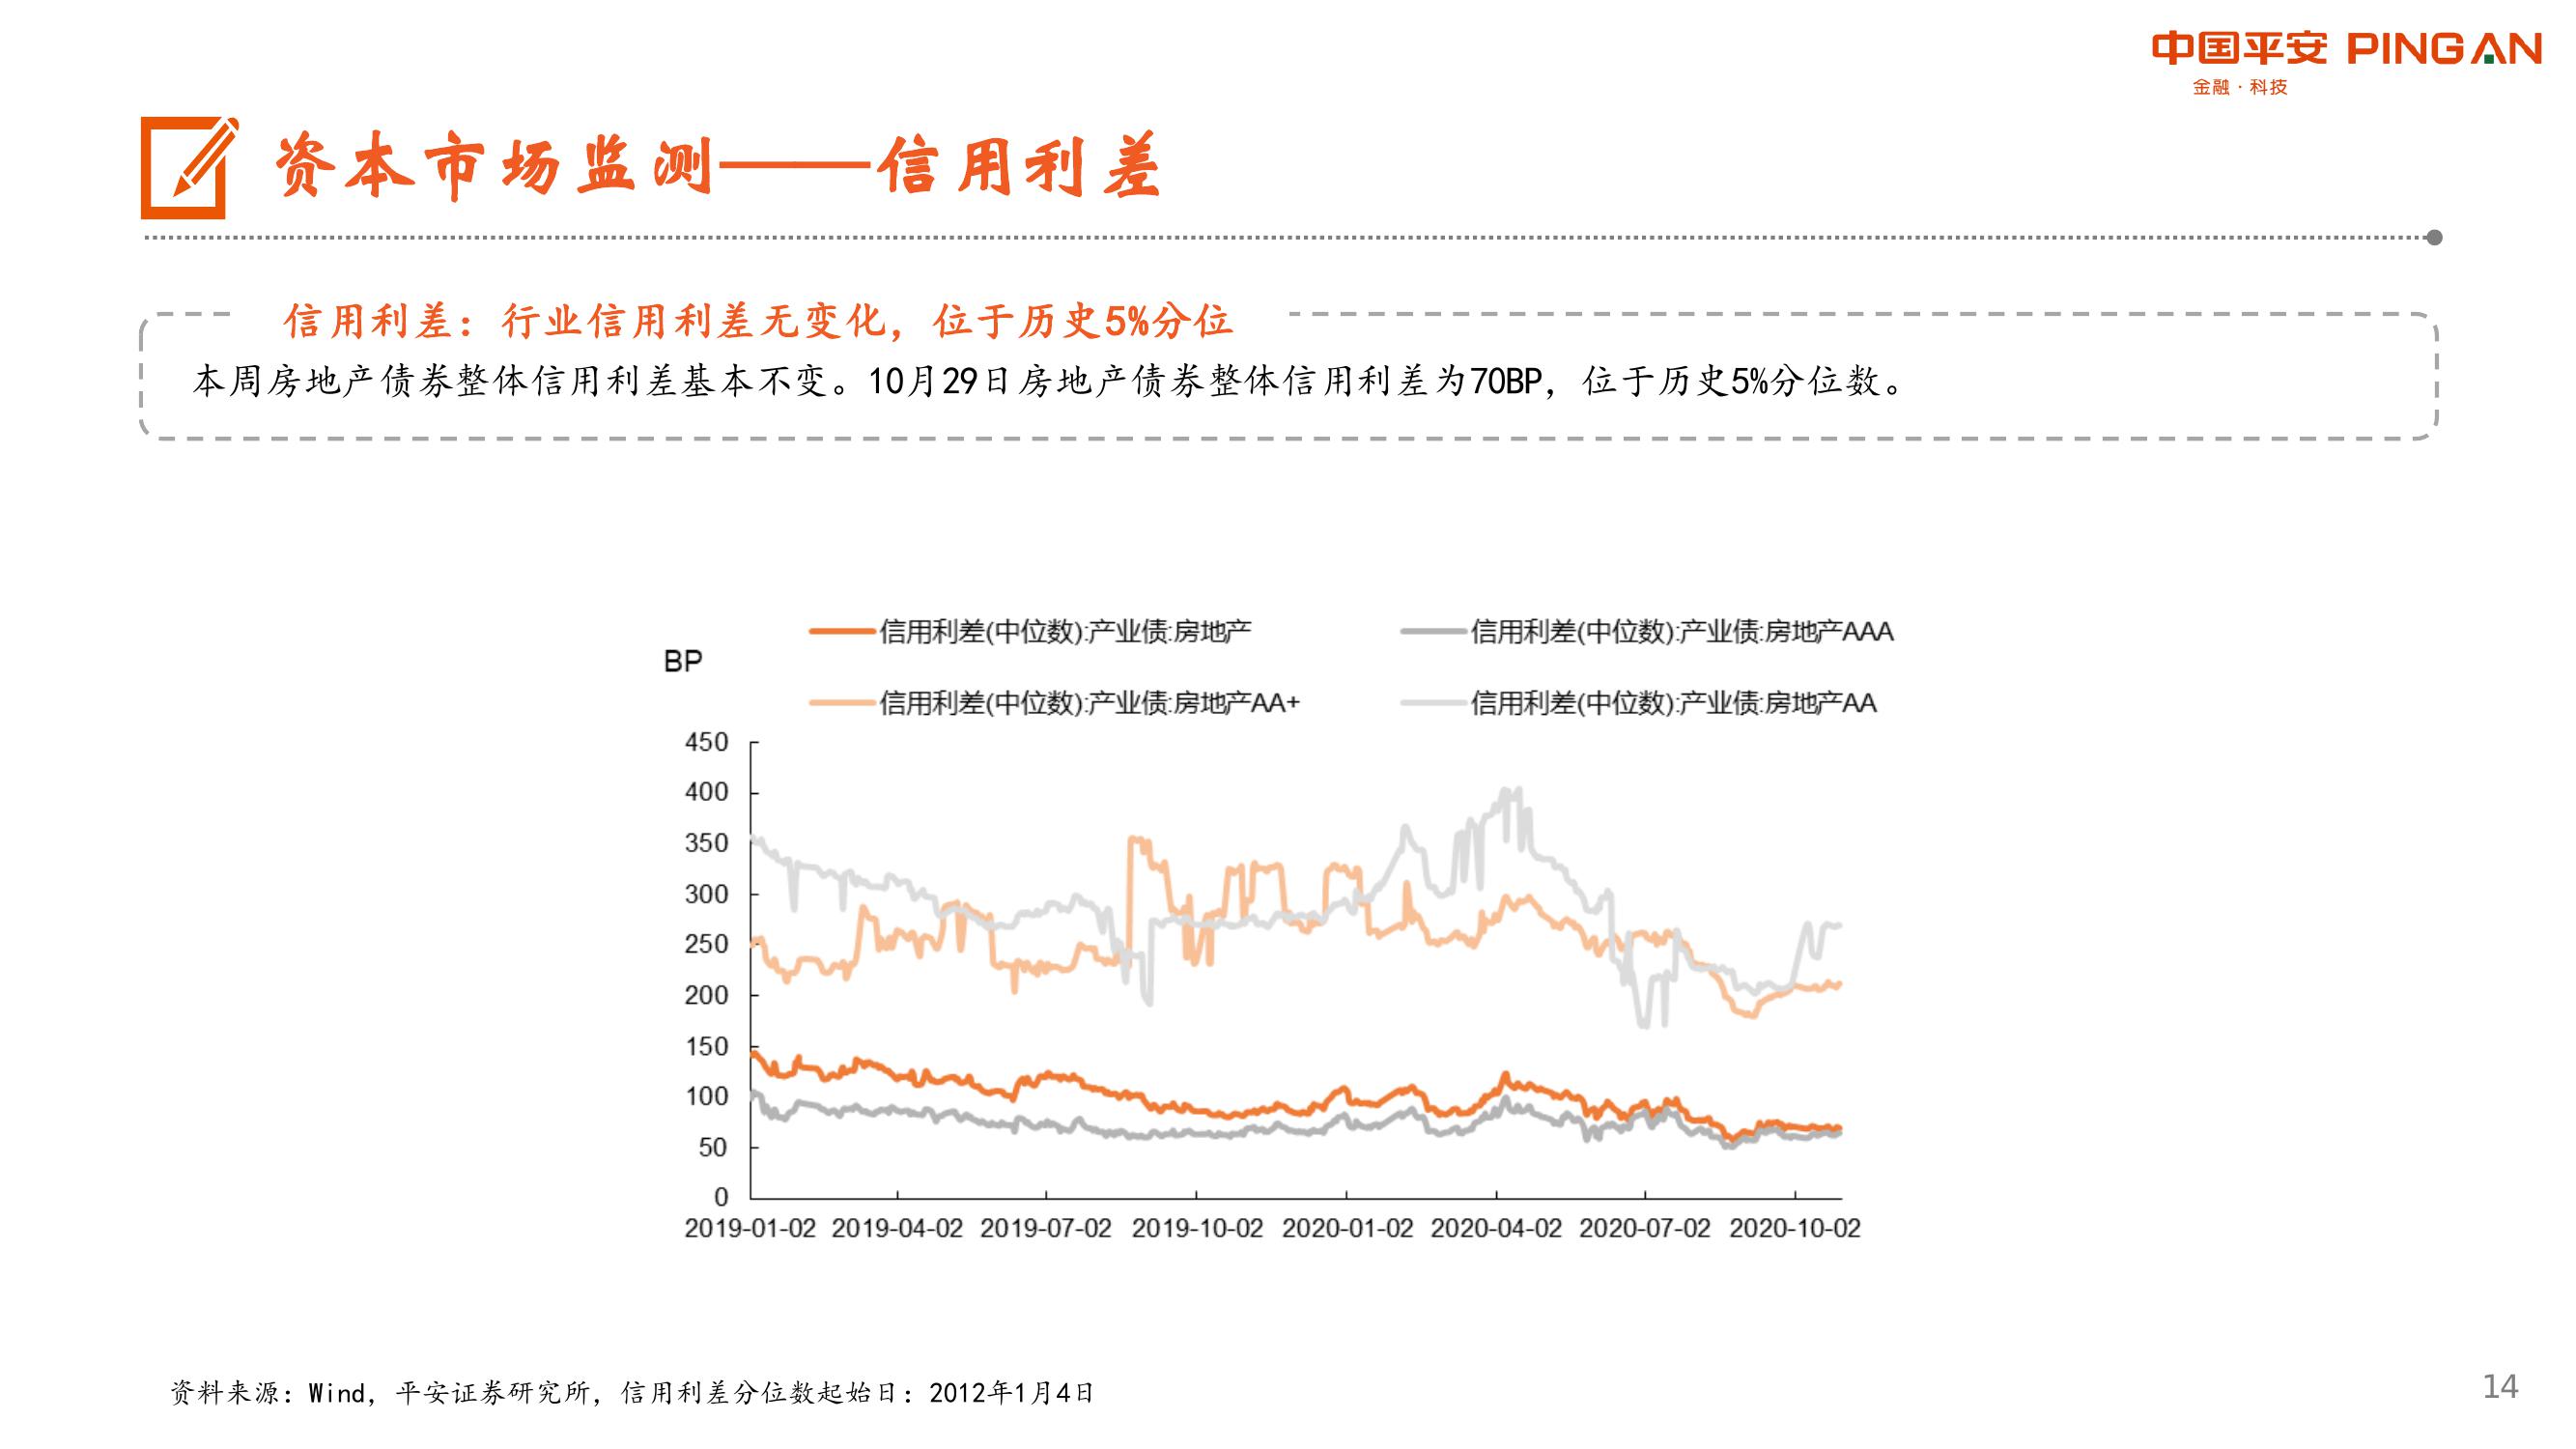 中国平安 PINGAN
金融·科技
资本市场监测——信用利差
信用利差：行业信用利差无变化，位于历史5%分位
本周房地产债券整体信用利差基本不变。10月29日房地产债券整体信用利差为70BP，位于历史5%分位数。
信用利差(中位数):产业债:房地产
信用利差(中位数):产业债:房地产AAA
BP
信用利差(中位数):产业债:房地产AA+
信用利差(中位数):产业债:房地产AA
450
400
350
300
250
200
150
100
50
0
2019-01-02 2019-04-02 2019-07-02 2019-10-02 2020-01-02 2020-04-02 2020-07-02 2020-10-02
资料来源：Wind，平安证券研究所，信用利差分位数起始日：2012年1月4日
14